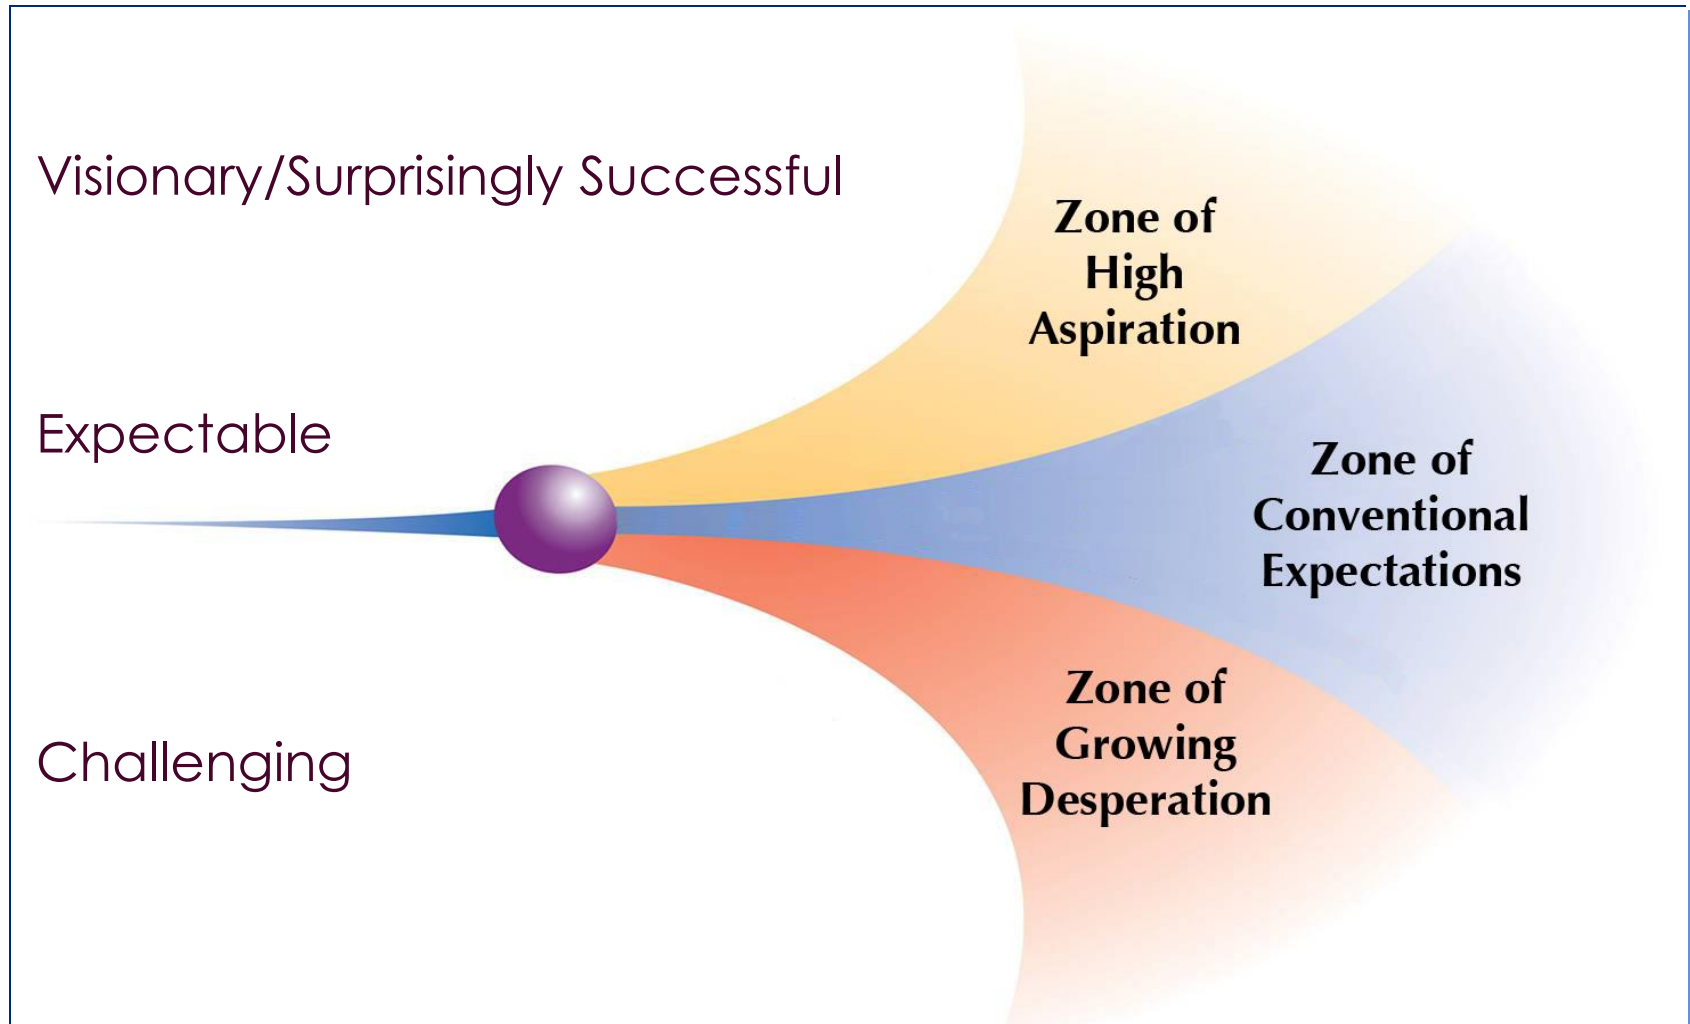 Visionary/Surprisingly Successful
Zone of
High
Aspiration
Expectable
Zone of
Conventional
Expectations
Challenging
Zone of
Growing
Desperation